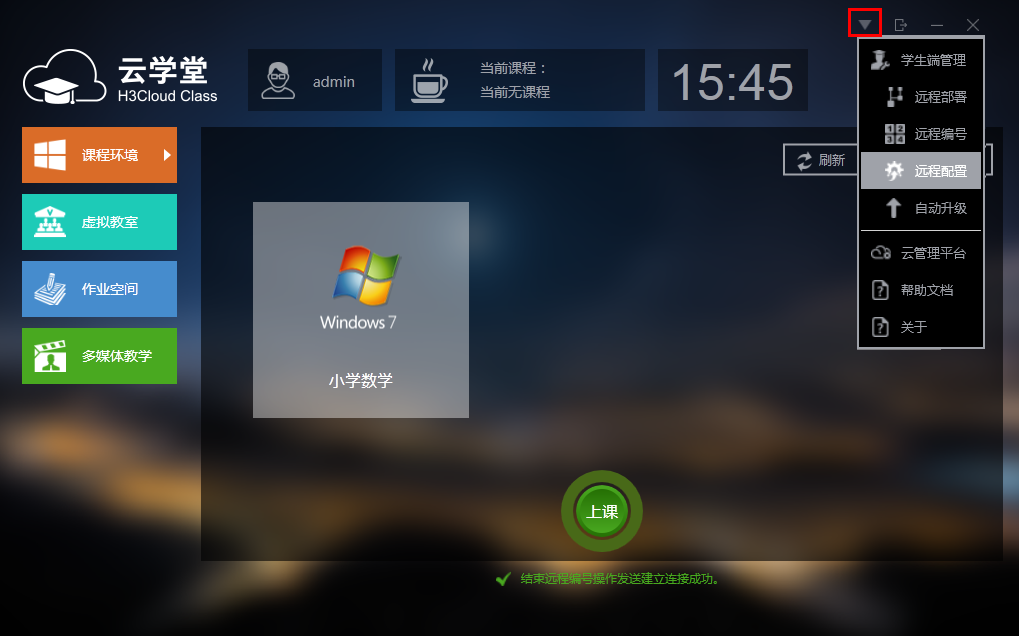 云学堂
H3Cloud Class
admin
当前课程：
当前无课程
15:45
学生端管理
远程部署
远程编号
远程配置
自动升级
云管理平台
帮助文档
关于
课程环境
虚拟教室
作业空间
多媒体教学
刷新
Windows 7
小学数学
上课
结束远程编号操作发送建立连接成功。